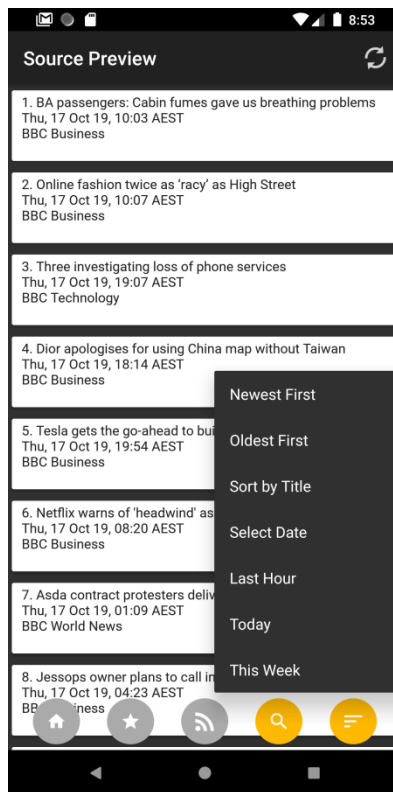 8:53
Source Preview
1. BA passengers: Cabin fumes gave us breathing problems
Thu, 17 Oct 19, 10:03 AEST
BBC Business
2. Online fashion twice as ‘racy’ as High Street
Thu, 17 Oct 19, 10:07 AEST
BBC Business
3. Three investigating loss of phone services
Thu, 17 Oct 19, 19:07 AEST
BBC Technology
4. Dior apologises for using China map without Taiwan
Thu, 17 Oct 19, 18:14 AEST
BBC Business
5. Tesla gets the go-ahead to bui
Thu, 17 Oct 19, 19:54 AEST
BBC Business
6. Netflix warns of 'headwind' as
Thu, 17 Oct 19, 08:20 AEST
BBC Business
7. Asda contract protesters deliv
Thu, 17 Oct 19, 01:09 AEST
BBC World News
8. Jessops owner plans to call in
Thu, 17 Oct 19, 04:23 AEST
Newest First
Oldest First
Sort by Title
Select Date
Last Hour
Today
This Week